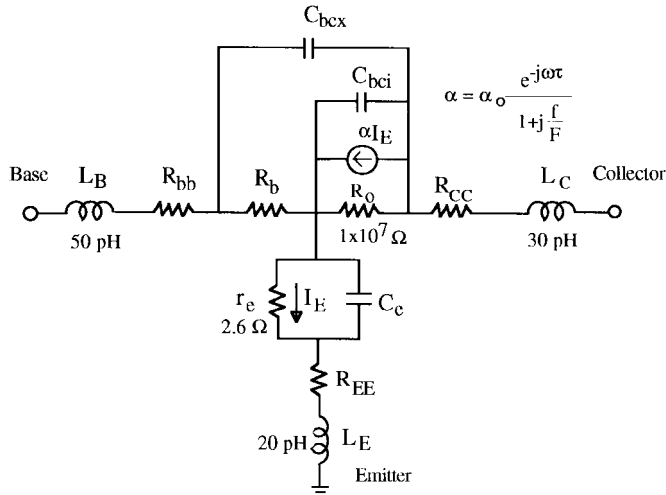 C_bcx
C_bci
α = α_o e^-jωτ / 1+j f/F
αI_E
Base
L_B
R_bb
R_b
R_o
R_CC
L_C
Collector
50 pH
1x10^7 Ω
30 pH
r_e
I_E
C_e
2.6 Ω
R_EE
20 pH
L_E
Emitter